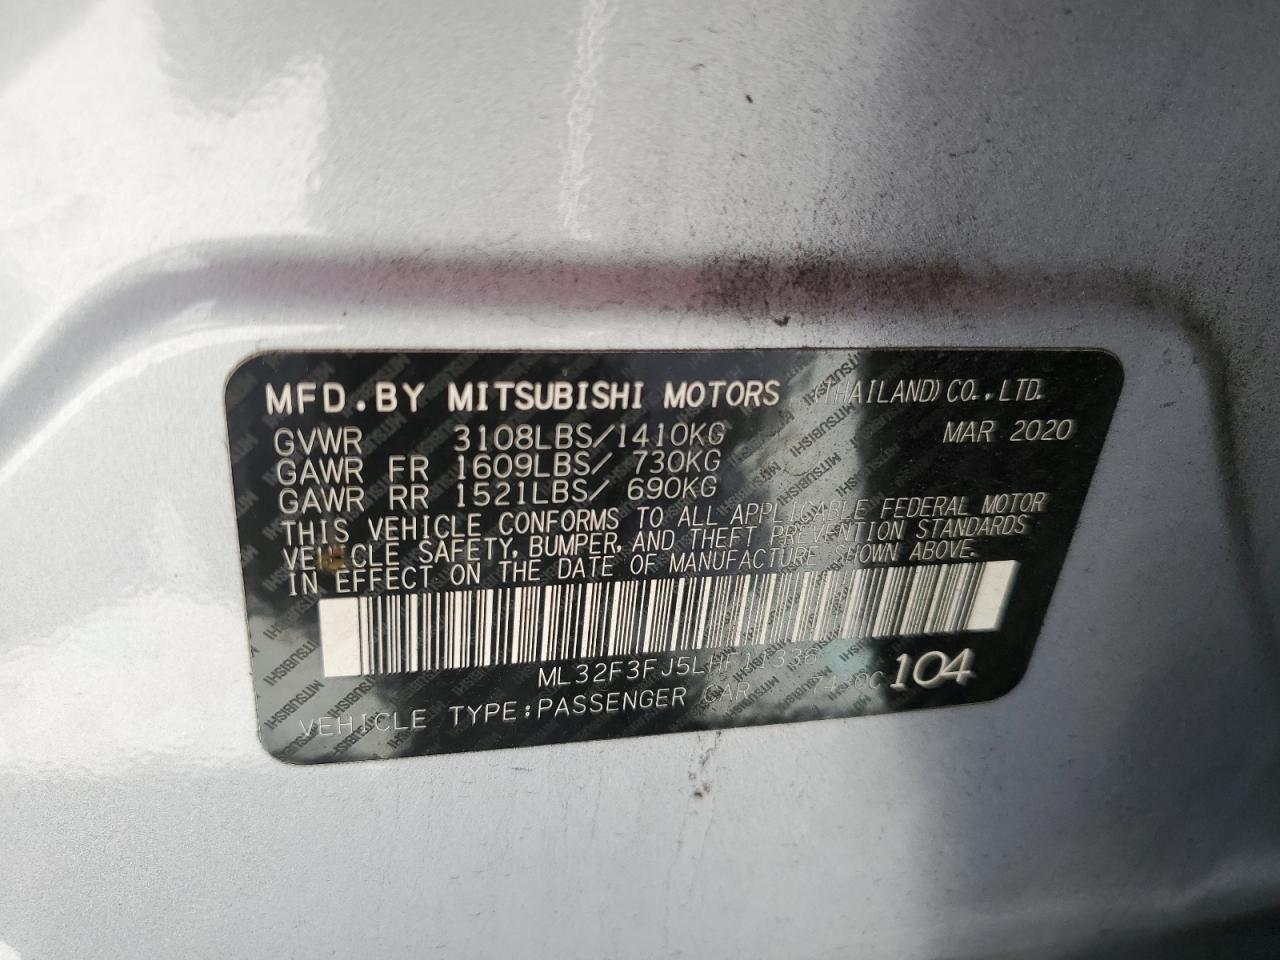 MFD.BY MITSUBISHI MOTORS (THAILAND) CO.,LTD.
GVWR 3108LBS/1410KG MAR 2020
GAWR FR 1609LBS/ 730KG
GAWR RR 1521LBS/ 690KG
THIS VEHICLE CONFORMS TO ALL APPLICABLE FEDERAL MOTOR
VEHICLE SAFETY, BUMPER, AND THEFT PREVENTION STANDARDS
IN EFFECT ON THE DATE OF MANUFACTURE SHOWN ABOVE.
104
VEHICLE TYPE:PASSENGER CAR